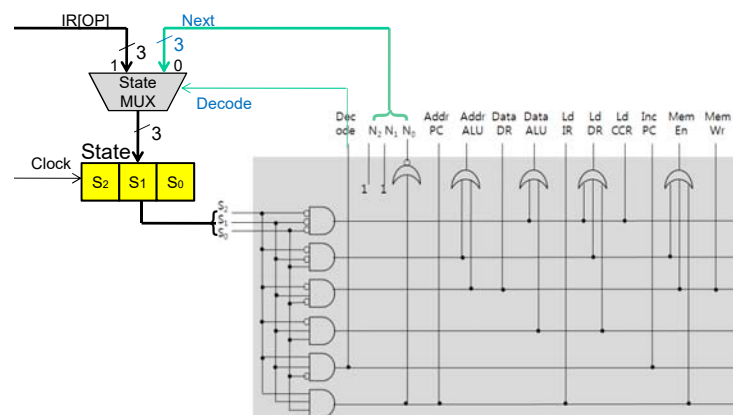 IR[OP]
Next
3
3
1
0
State
MUX
Decode
3
State
Clock
S2 S1 S0
Dec Addr Addr Data Data Ld Ld Ld Inc Mem Mem
ode N2 N1 N0 PC ALU DR ALU IR DR CCR PC En Wr
1 1
S2
S1
S0